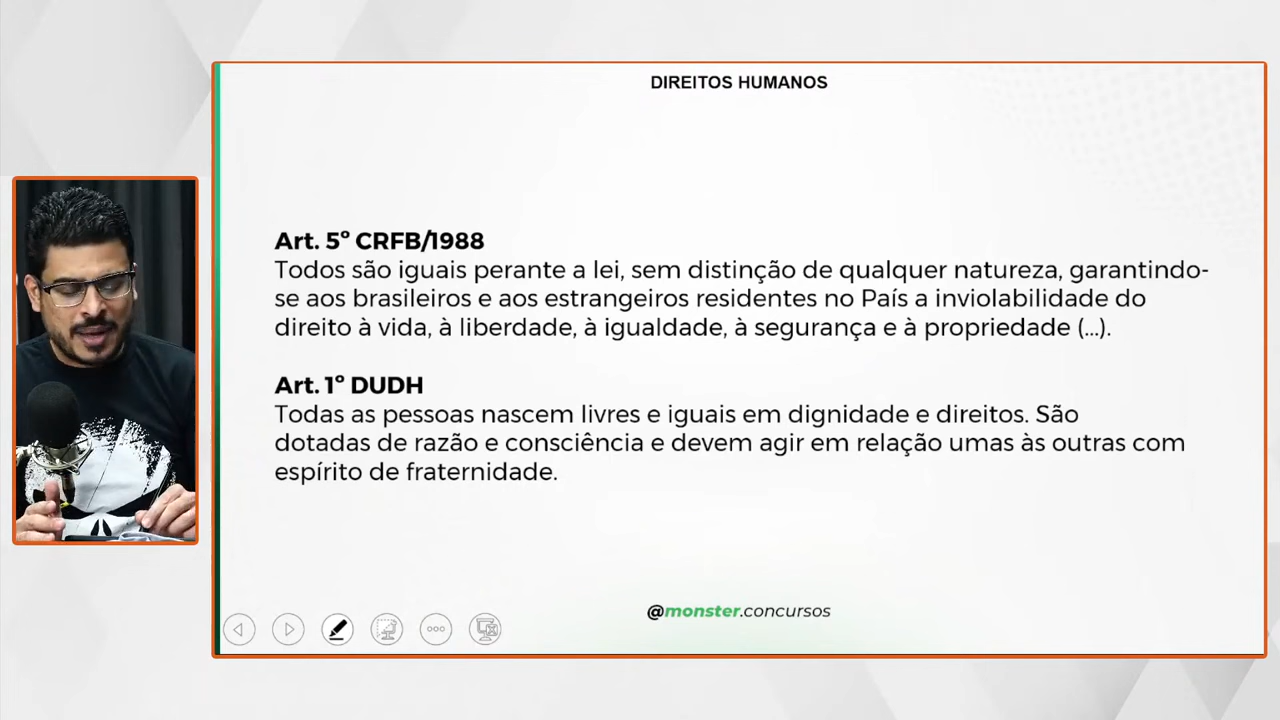 DIREITOS HUMANOS
Art. 5º CRFB/1988
Todos são iguais perante a lei, sem distinção de qualquer natureza, garantindo-
se aos brasileiros e aos estrangeiros residentes no País a inviolabilidade do
direito à vida, à liberdade, à igualdade, à segurança e à propriedade (...).
Art. 1º DUDH
Todas as pessoas nascem livres e iguais em dignidade e direitos. São
dotadas de razão e consciência e devem agir em relação umas às outras com
espírito de fraternidade.
@monster.concursos